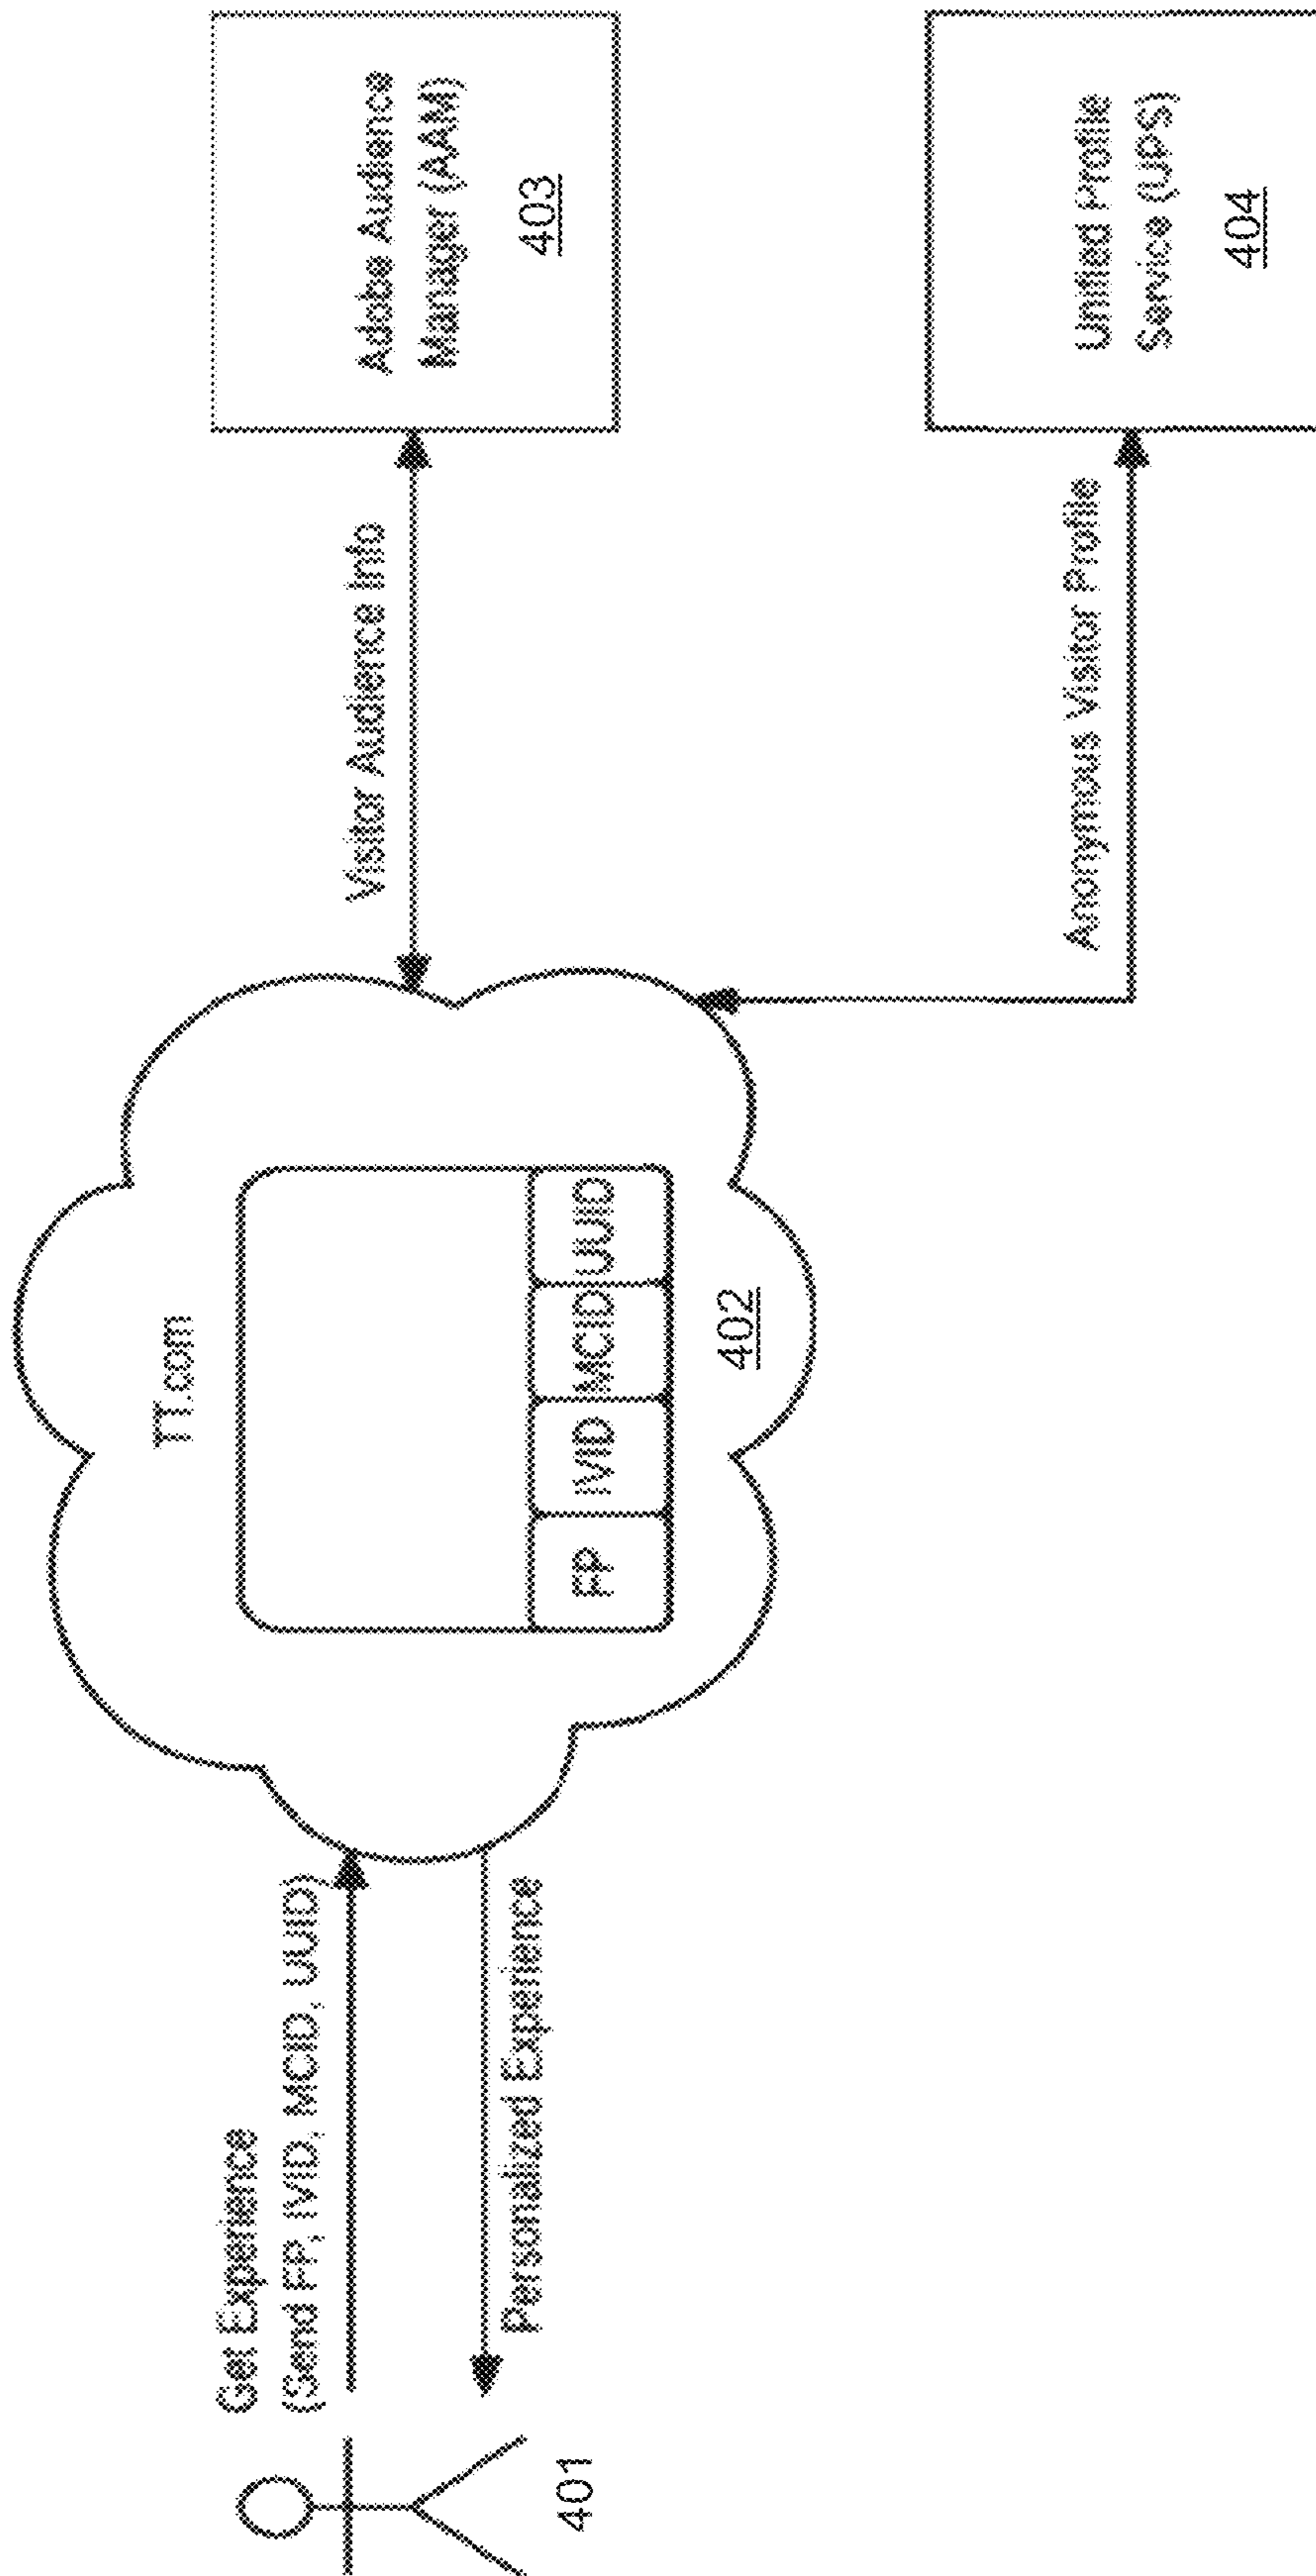 Get Experience
(Send FP, IVID, MCID, UUID)
Personalized Experience
401
TT.com
FP
IVID
MCID
UUID
402
Visitor Audience Info
Adobe Audience
Manager (AAM)
403
Anonymous Visitor Profile
Unified Profile
Service (UPS)
404